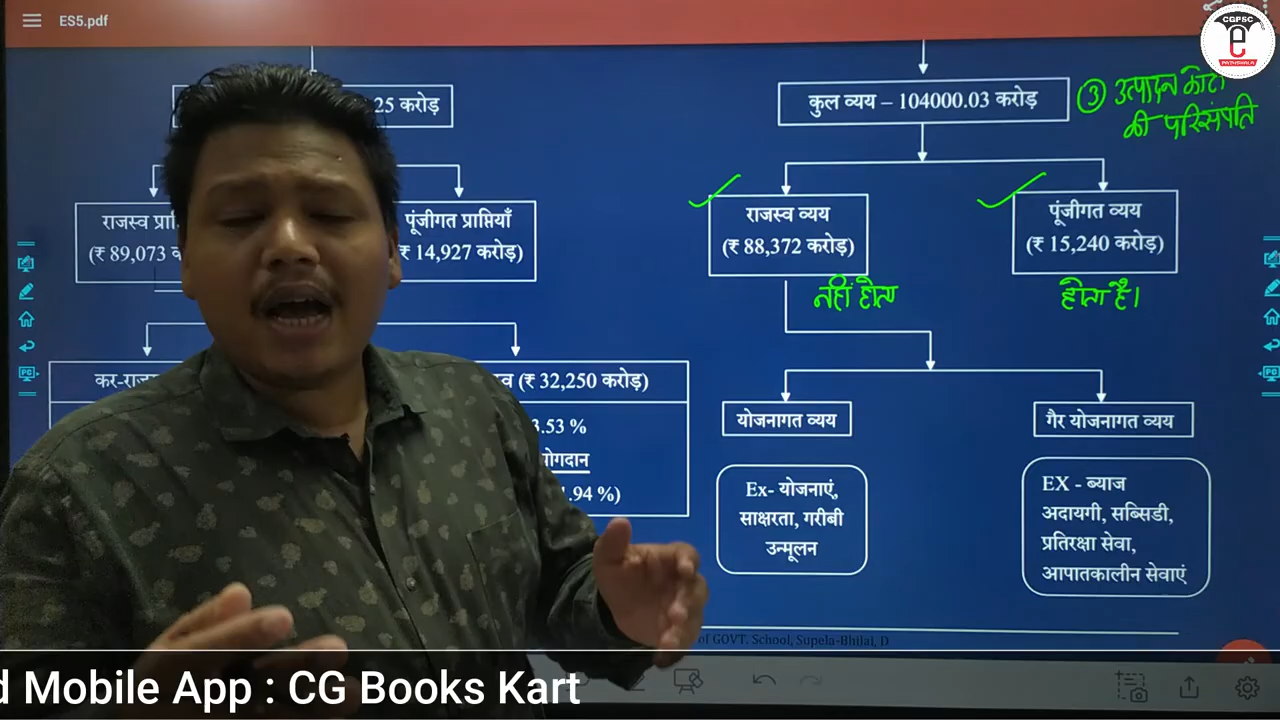 ES5.pdf
CGPSC
e
PATHSHALA
25 करोड़
कुल व्यय – 104000.03 करोड़
③ उत्पादन
की परिसंपति
राजस्व
(₹ 89,073
पूंजीगत प्राप्तियाँ
₹ 14,927 करोड़)
राजस्व व्यय
(₹ 88,372 करोड़)
पूंजीगत व्यय
(₹ 15,240 करोड़)
नहीं होता
होता है।
(₹ 32,250 करोड़)
3.53 %
.94 %)
योजनागत व्यय
गैर योजनागत व्यय
Ex- योजनाएं,
साक्षरता, गरीबी
उन्मूलन
EX - ब्याज
अदायगी, सब्सिडी,
प्रतिरक्षा सेवा,
आपातकालीन सेवाएं
of GOVT. School, Supela-Bhilai, D
Mobile App : CG Books Kart